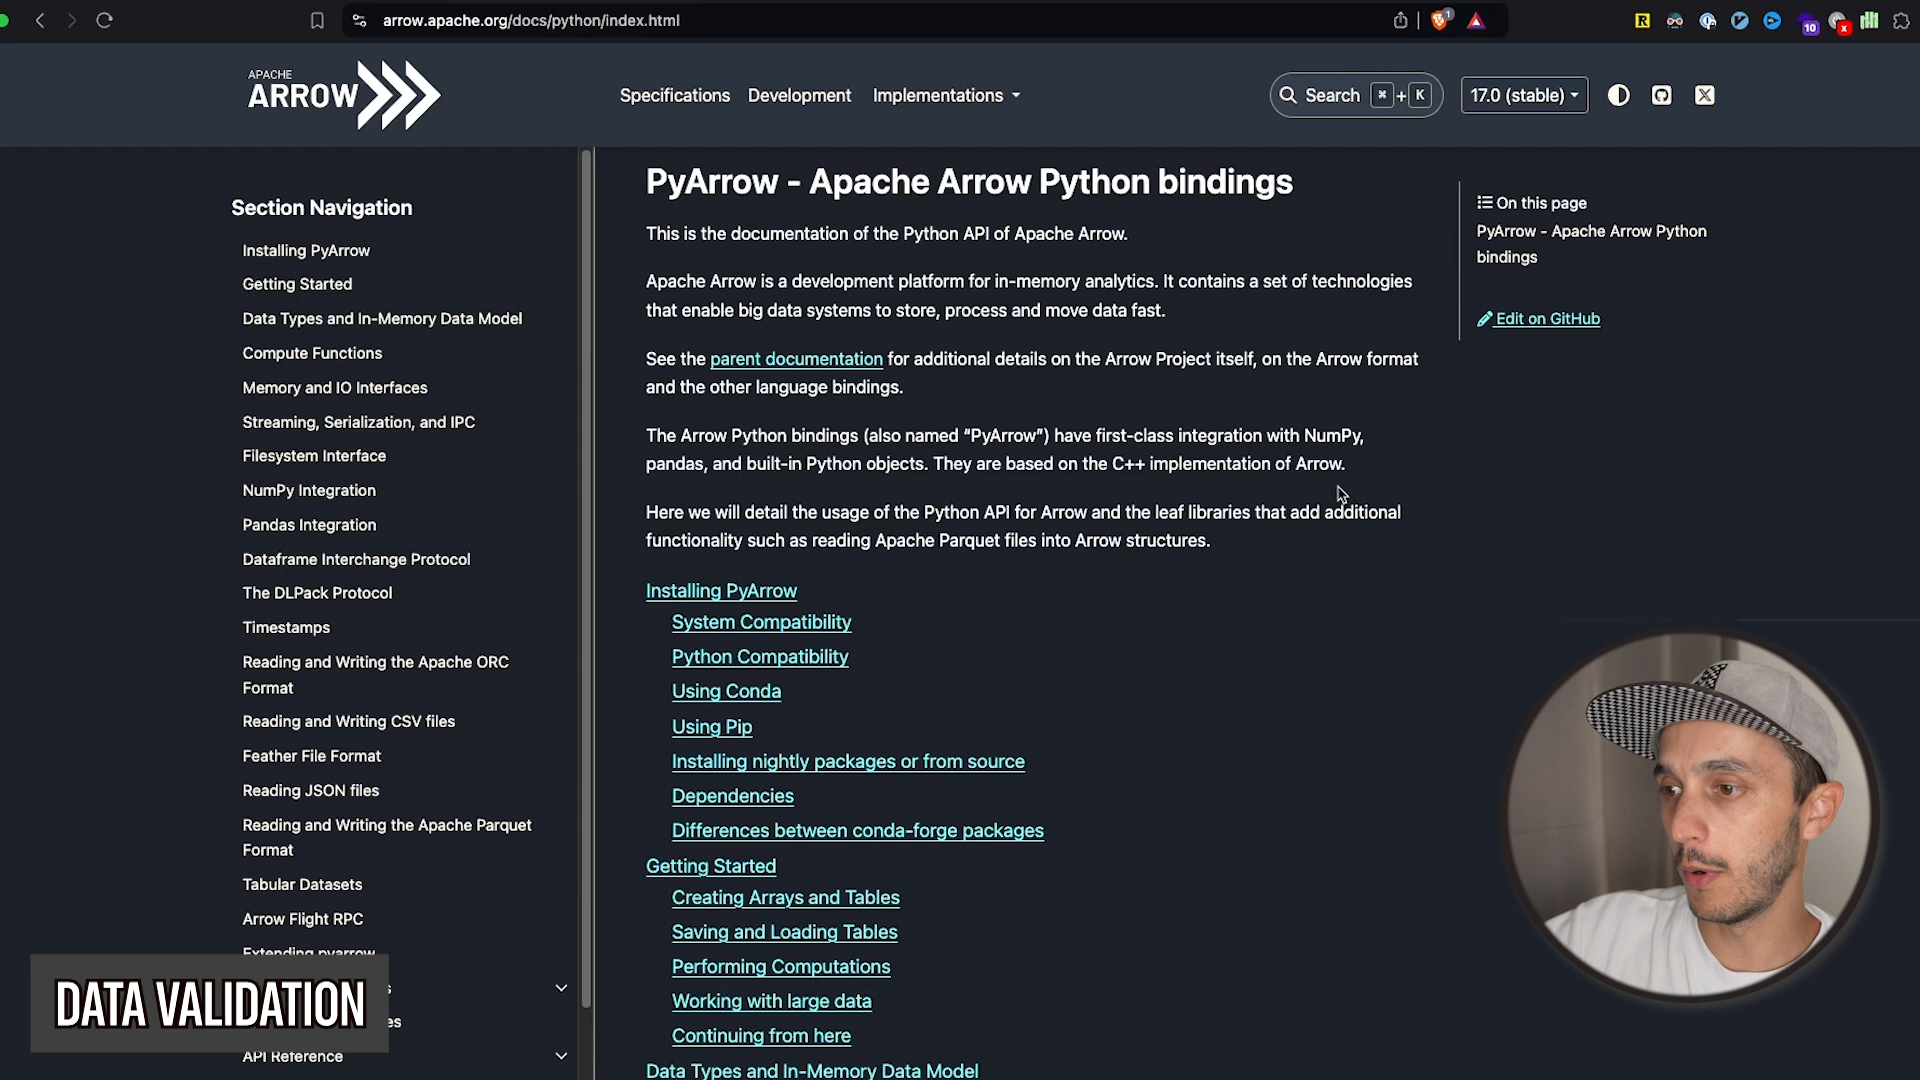 arrow.apache.org/docs/python/index.html
1
R
10
x
APACHE
ARROW
Specifications
Development
Implementations
Search
⌘ + K
17.0 (stable)
Section Navigation
Installing PyArrow
Getting Started
Data Types and In-Memory Data Model
Compute Functions
Memory and IO Interfaces
Streaming, Serialization, and IPC
Filesystem Interface
NumPy Integration
Pandas Integration
Dataframe Interchange Protocol
The DLPack Protocol
Timestamps
Reading and Writing the Apache ORC
Format
Reading and Writing CSV files
Feather File Format
Reading JSON files
Reading and Writing the Apache Parquet
Format
Tabular Datasets
Arrow Flight RPC
Extending pyarrow
s
es
API Reference
DATA VALIDATION
PyArrow - Apache Arrow Python bindings
This is the documentation of the Python API of Apache Arrow.
Apache Arrow is a development platform for in-memory analytics. It contains a set of technologies
that enable big data systems to store, process and move data fast.
See the parent documentation for additional details on the Arrow Project itself, on the Arrow format
and the other language bindings.
The Arrow Python bindings (also named “PyArrow”) have first-class integration with NumPy,
pandas, and built-in Python objects. They are based on the C++ implementation of Arrow.
Here we will detail the usage of the Python API for Arrow and the leaf libraries that add additional
functionality such as reading Apache Parquet files into Arrow structures.
Installing PyArrow
System Compatibility
Python Compatibility
Using Conda
Using Pip
Installing nightly packages or from source
Dependencies
Differences between conda-forge packages
Getting Started
Creating Arrays and Tables
Saving and Loading Tables
Performing Computations
Working with large data
Continuing from here
Data Types and In-Memory Data Model
On this page
PyArrow - Apache Arrow Python
bindings
Edit on GitHub